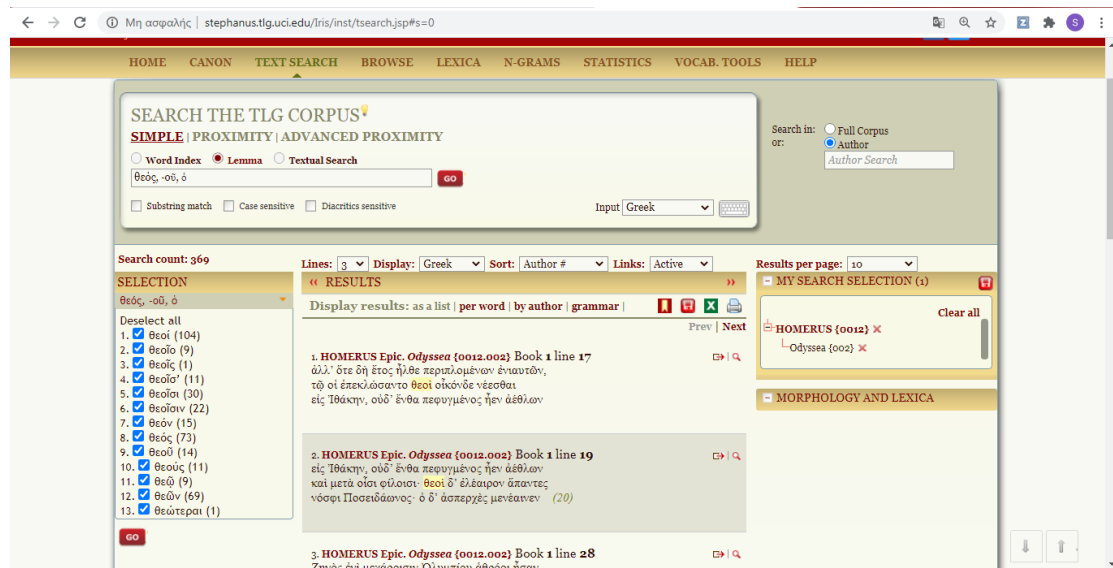 Μη ασφαλής | stephanus.tlg.uci.edu/Iris/inst/tsearch.jsp#s=0
S
HOME CANON TEXT SEARCH BROWSE LEXICA N-GRAMS STATISTICS VOCAB. TOOLS HELP
SEARCH THE TLG CORPUS
SIMPLE | PROXIMITY | ADVANCED PROXIMITY
Word Index Lemma Textual Search
θεός, -οῦ, ὁ
GO
Substring match Case sensitive Diacritics sensitive
Input Greek
Search in: Full Corpus
or: Author
Author Search
Search count: 369
SELECTION
θεός, -οῦ, ὁ
Deselect all
1. θεοί (104)
2. θεοῖο (9)
3. θεοῖς (1)
4. θεοῖσ' (11)
5. θεοῖσι (30)
6. θεοῖσιν (22)
7. θεόν (15)
8. θεός (73)
9. θεοῦ (14)
10. θεούς (11)
11. θεῷ (9)
12. θεῶν (69)
13. θεώτεραι (1)
GO
Lines: 3 Display: Greek Sort: Author # Links: Active
« RESULTS »
Display results: as a list | per word | by author | grammar |
Prev | Next
1. HOMERUS Epic. Odyssea {0012.002} Book 1 line 17
ἀλλ' ὅτε δὴ ἔτος ἦλθε περιπλομένων ἐνιαυτῶν,
τῷ οἱ ἐπεκλώσαντο θεοὶ οἶκόνδε νέεσθαι
εἰς Ἰθάκην, οὐδ' ἔνθα πεφυγμένος ἦεν ἀέθλων
2. HOMERUS Epic. Odyssea {0012.002} Book 1 line 19
εἰς Ἰθάκην, οὐδ' ἔνθα πεφυγμένος ἦεν ἀέθλων
καὶ μετὰ οἷσι φίλοισι· θεοὶ δ' ἐλέαιρον ἅπαντες
νόσφι Ποσειδάωνος· ὁ δ' ἀσπερχὲς μενέαινεν (20)
3. HOMERUS Epic. Odyssea {0012.002} Book 1 line 28
Results per page: 10
MY SEARCH SELECTION (1)
Clear all
HOMERUS {0012}
Odyssea {002}
MORPHOLOGY AND LEXICA